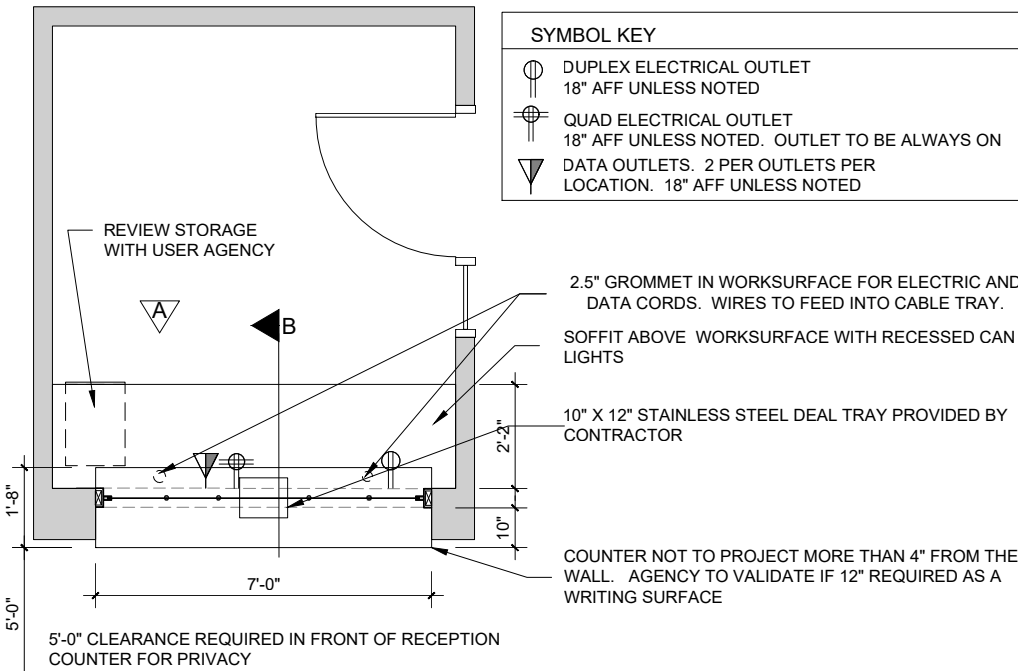 SYMBOL KEY
DUPLEX ELECTRICAL OUTLET
18" AFF UNLESS NOTED
QUAD ELECTRICAL OUTLET
18" AFF UNLESS NOTED. OUTLET TO BE ALWAYS ON
DATA OUTLETS. 2 PER OUTLETS PER
LOCATION. 18" AFF UNLESS NOTED
REVIEW STORAGE
WITH USER AGENCY
A
B
2.5" GROMMET IN WORKSURFACE FOR ELECTRIC AND
DATA CORDS. WIRES TO FEED INTO CABLE TRAY.
SOFFIT ABOVE WORKSURFACE WITH RECESSED CAN
LIGHTS
10" X 12" STAINLESS STEEL DEAL TRAY PROVIDED BY
CONTRACTOR
2'-2"
10"
1'-8"
5'-0"
7'-0"
COUNTER NOT TO PROJECT MORE THAN 4" FROM THE
WALL. AGENCY TO VALIDATE IF 12" REQUIRED AS A
WRITING SURFACE
5'-0" CLEARANCE REQUIRED IN FRONT OF RECEPTION
COUNTER FOR PRIVACY